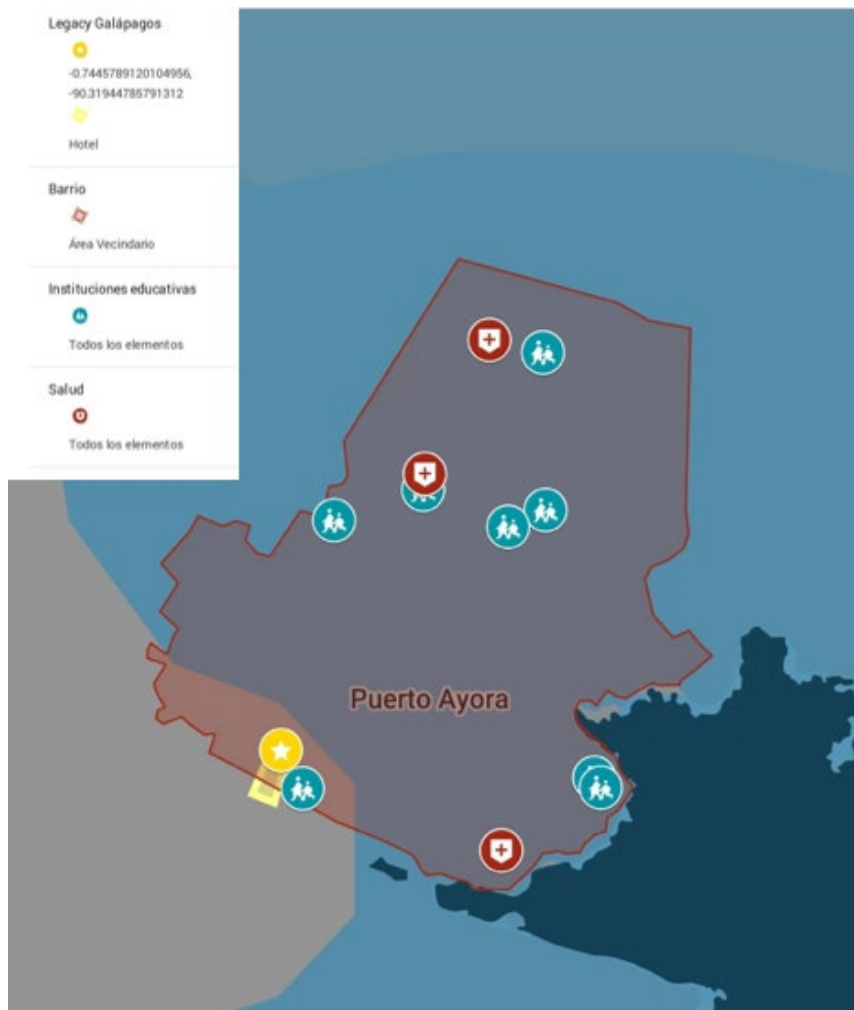 Legacy Galápagos
-0.7445789120104956,
-90.31944785791312
Hotel
Barrio
Área Vecindario
Instituciones educativas
Todos los elementos
Salud
Todos los elementos
Puerto Ayora